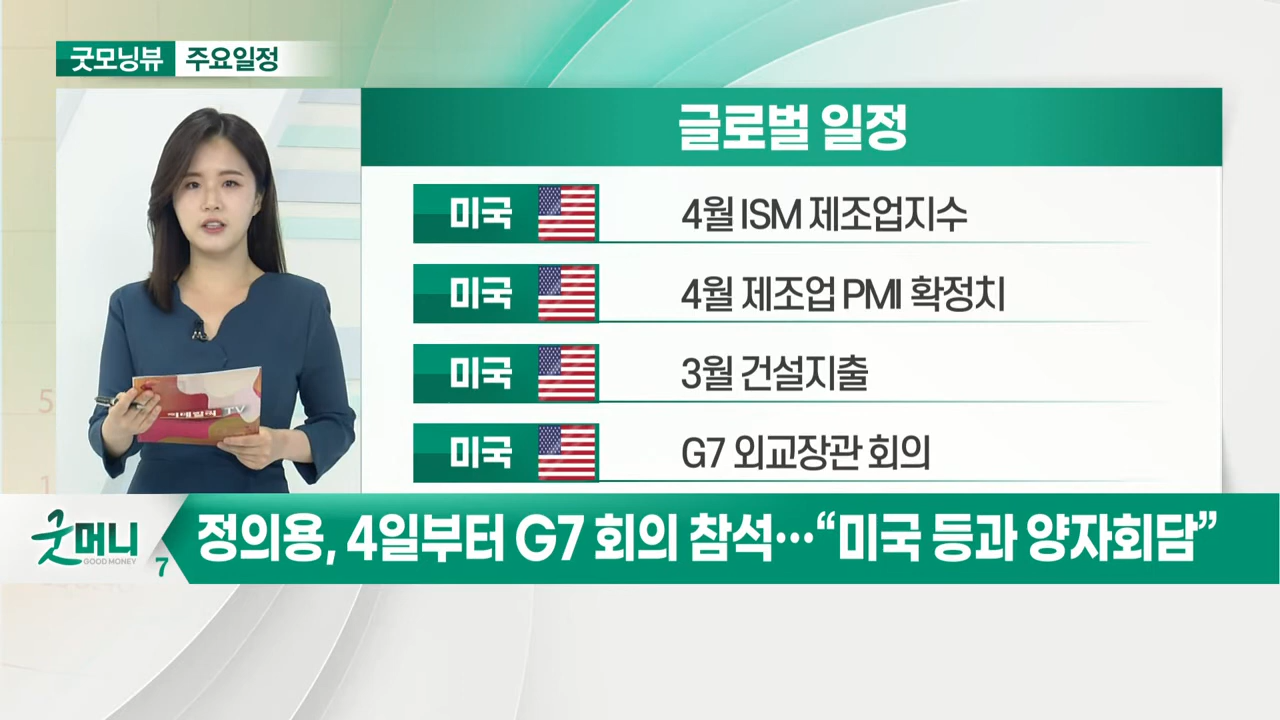 굿모닝뷰 주요일정
글로벌 일정
미국 4월 ISM 제조업지수
미국 4월 제조업 PMI 확정치
미국 3월 건설지출
미국 G7 외교장관 회의
TV
5
1
굿머니
GOOD MONEY
7
정의용, 4일부터 G7 회의 참석…“미국 등과 양자회담”